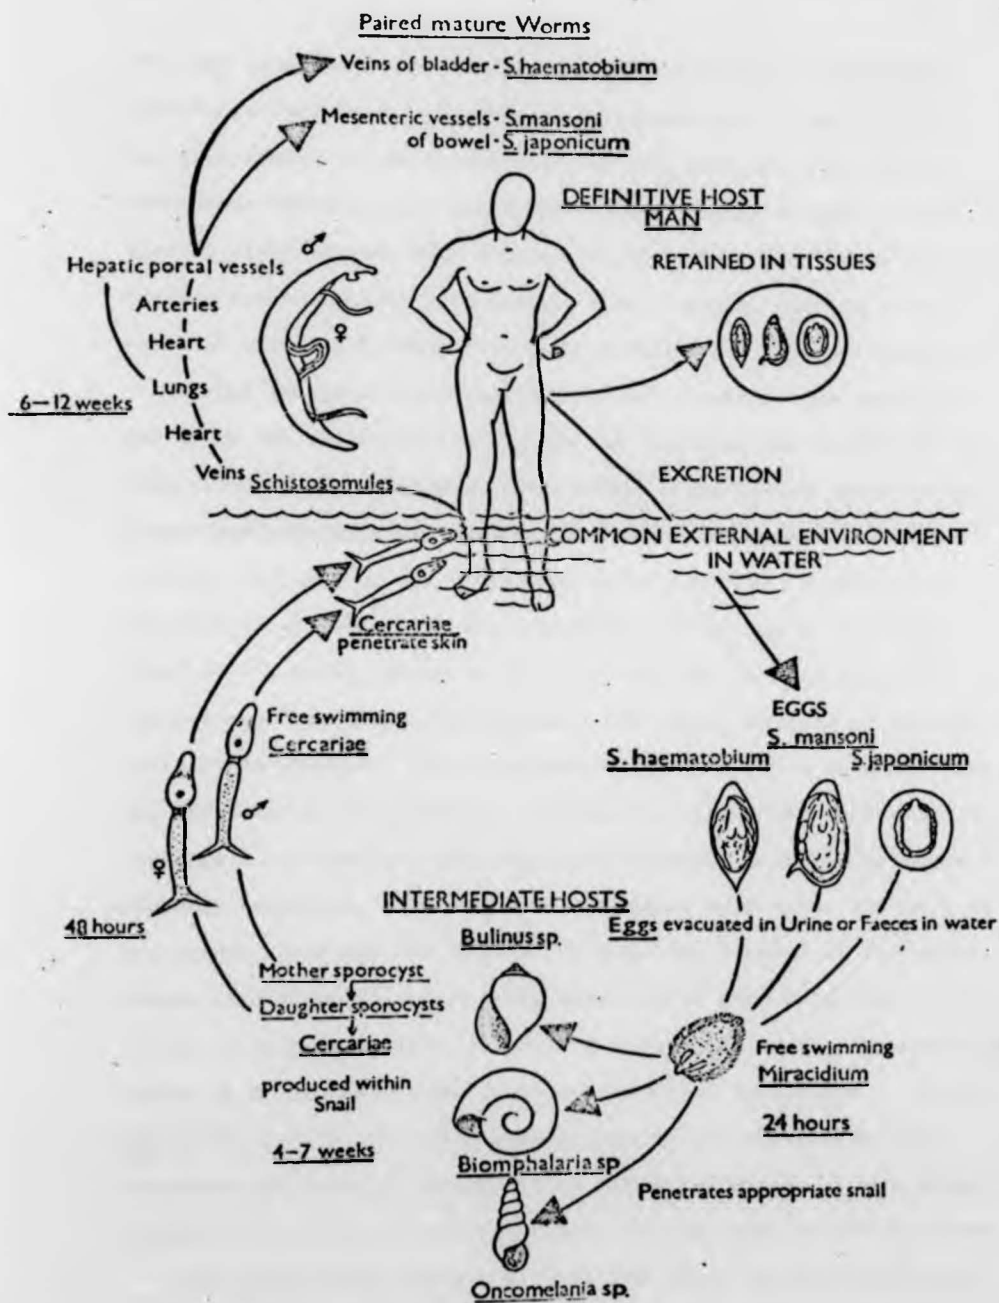 Paired mature Worms
Veins of bladder - S. haematobium
Mesenteric vessels - S. mansoni
of bowel - S. japonicum
DEFINITIVE HOST
MAN
RETAINED IN TISSUES
♂
♀
Hepatic portal vessels
Arteries
Heart
Lungs
6-12 weeks
Heart
Veins
Schistosomules
EXCRETION
COMMON EXTERNAL ENVIRONMENT
IN WATER
Cercariae
penetrate skin
Free swimming
Cercariae
♂
♀
48 hours
EGGS
S. mansoni
S. haematobium
S. japonicum
INTERMEDIATE HOSTS
Bulinus sp.
Eggs evacuated in Urine or Faeces in water
Mother sporocyst
Daughter sporocysts
Cercariae
produced within
Snail
4-7 weeks
Free swimming
Miracidium
24 hours
Biomphalaria sp
Penetrates appropriate snail
Oncomelania sp.